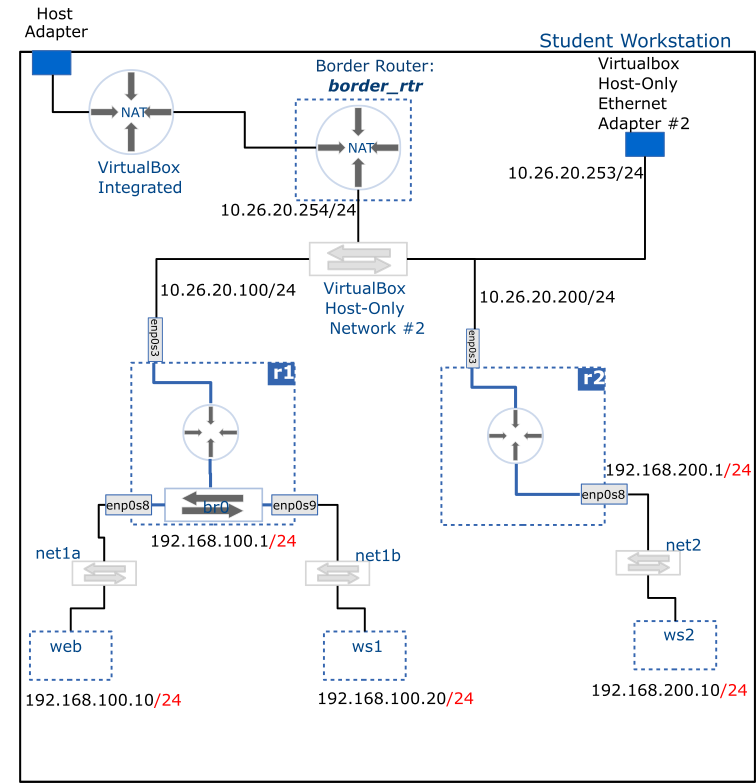 Host
Adapter
Student Workstation
Border Router:
border_rtr
Virtualbox
Host-Only
Ethernet
Adapter #2
NAT
NAT
VirtualBox
Integrated
10.26.20.253/24
10.26.20.254/24
VirtualBox
Host-Only
Network #2
10.26.20.100/24
10.26.20.200/24
enp0s3
enp0s3
r1
r2
192.168.200.1/24
enp0s8
br0
enp0s9
enp0s8
192.168.100.1/24
net1a
net1b
net2
web
ws1
ws2
192.168.100.10/24
192.168.100.20/24
192.168.200.10/24